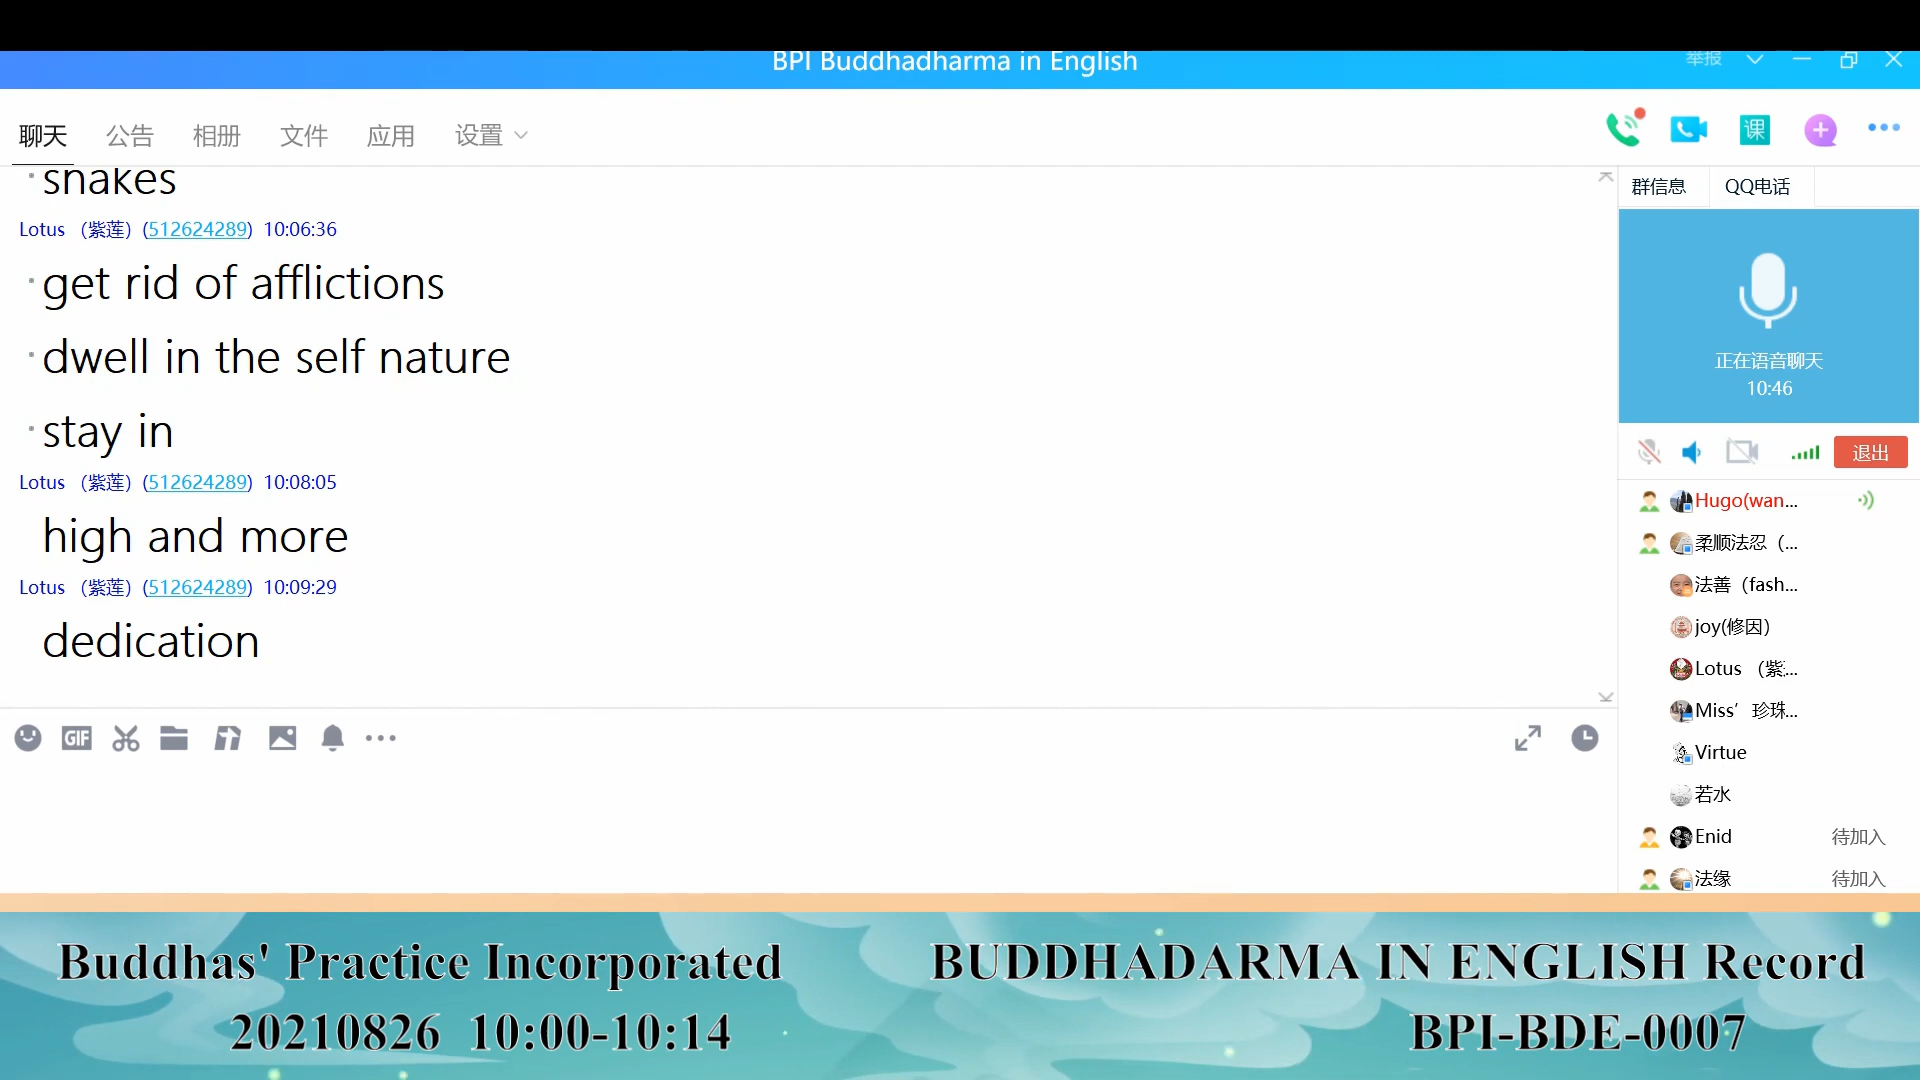 BPI Buddhadharma in English
举报
聊天 公告 相册 文件 应用 设置
课
snakes
Lotus （紫莲）(512624289) 10:06:36
get rid of afflictions
dwell in the self nature
stay in
Lotus （紫莲）(512624289) 10:08:05
high and more
Lotus （紫莲）(512624289) 10:09:29
dedication
GIF
群信息 QQ电话
正在语音聊天
10:46
退出
Hugo(wan...
柔顺法忍（...
法善（fash...
joy(修因)
Lotus （紫...
Miss’ 珍珠...
Virtue
若水
Enid 待加入
法缘 待加入
Buddhas' Practice Incorporated
20210826 10:00-10:14
BUDDHADARMA IN ENGLISH Record
BPI-BDE-0007